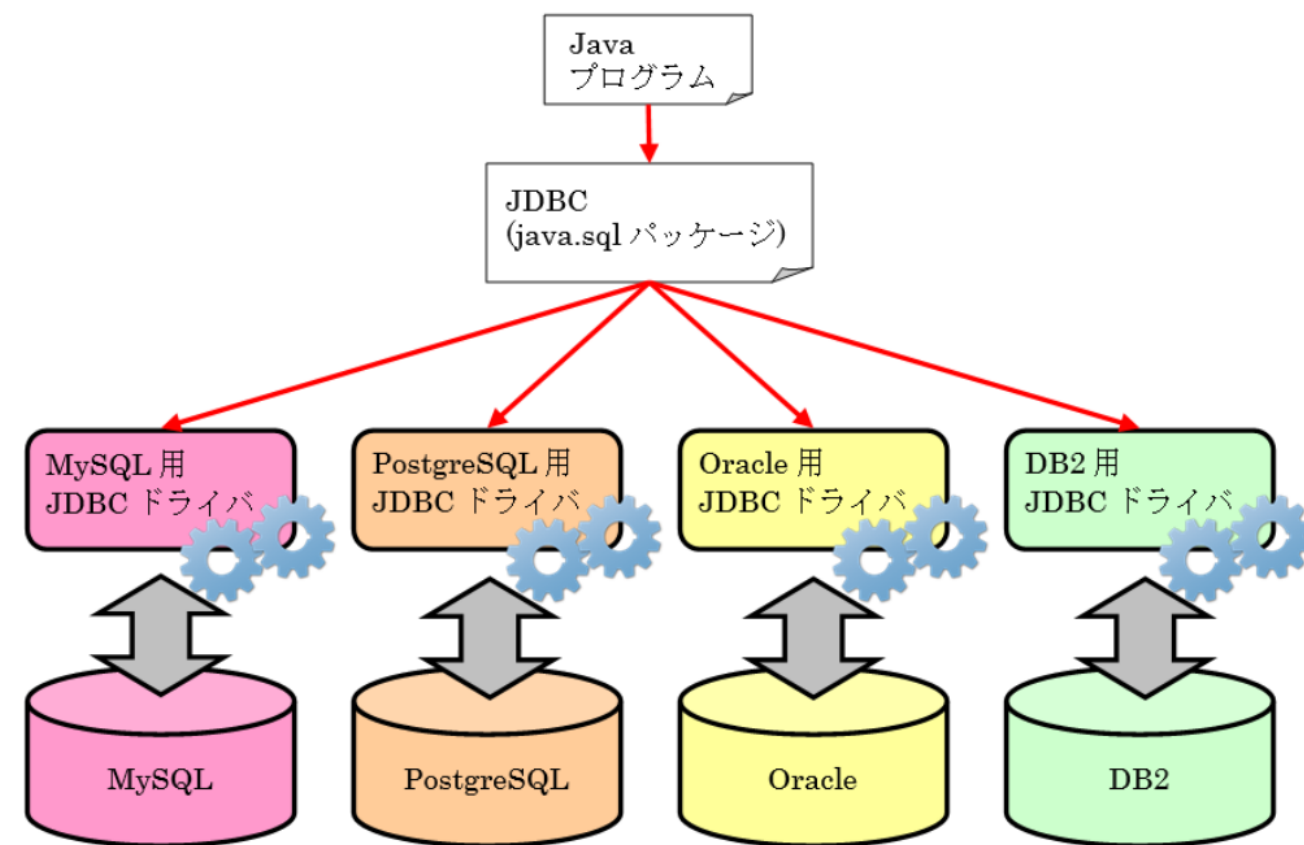 Java
プログラム
JDBC
(java.sql パッケージ)
MySQL 用
JDBC ドライバ
PostgreSQL 用
JDBC ドライバ
Oracle 用
JDBC ドライバ
DB2 用
JDBC ドライバ
MySQL
PostgreSQL
Oracle
DB2